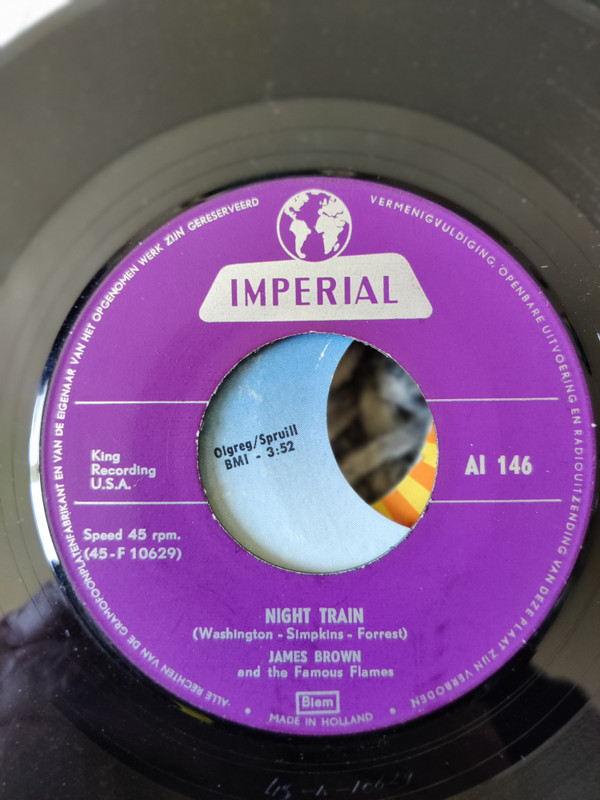 ALLE RECHTEN VAN DE GRAMOFOONPLATENFABRIKANT EN VAN DE EIGENAAR VAN HET OPGENOMEN WERK ZIJN GERESERVEERD
VERMENIGVULDIGING, OPENBARE UITVOERING EN RADIOUITZENDING VAN DEZE PLAAT ZIJN VERBODEN
IMPERIAL
Olgreg/Spruill
BMI - 3:52
King
Recording
U.S.A.
AI 146
Speed 45 rpm.
(45-F 10629)
NIGHT TRAIN
(Washington - Simpkins - Forrest)
JAMES BROWN
and the Famous Flames
Biem
MADE IN HOLLAND